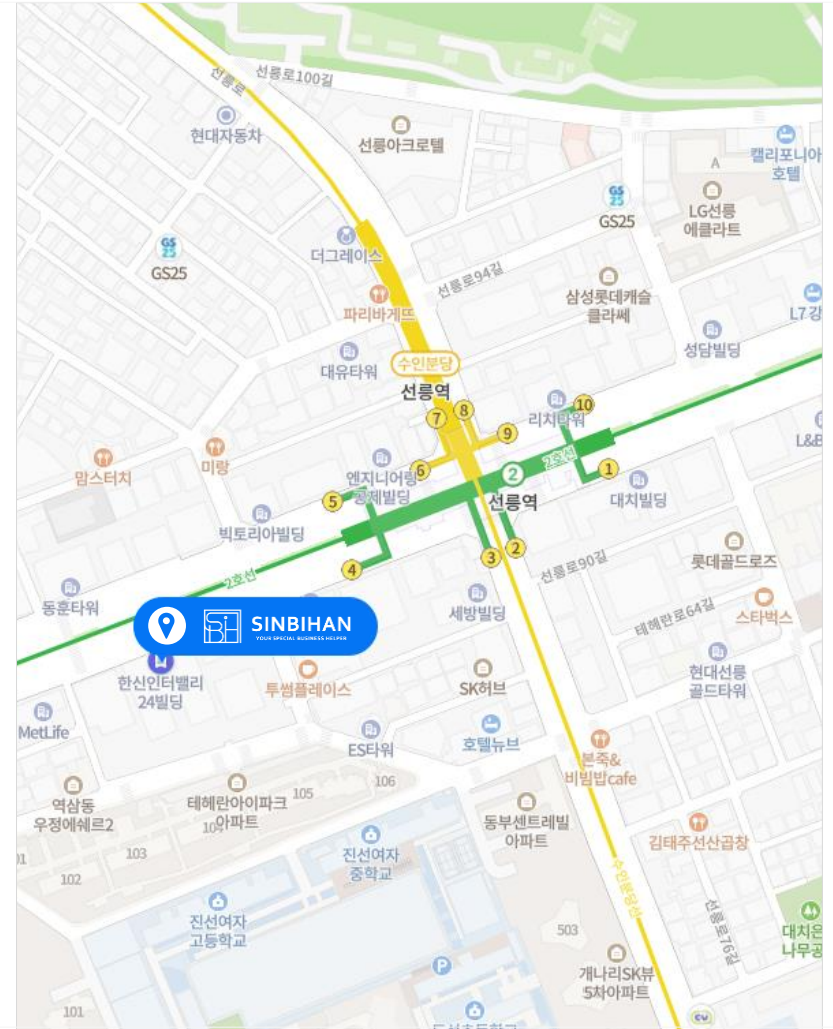 선릉로
선릉로100길
현대자동차
선릉아크로텔
캘리포니아
호텔
A
GS
25
GS25
LG선릉
에클라트
GS
25
GS25
더그레이스
선릉로94길
삼성롯데캐슬
클라쎄
파리바게뜨
L7강
성담빌딩
대유타워
수인분당
선릉역
7
8
9
10
리치타워
L&B
맘스터치
미랑
엔지니어링
공제빌딩
6
2호선
1
2
선릉역
대치빌딩
5
빅토리아빌딩
4
3
2
선릉로90길
롯데골드로즈
2호선
동훈타워
세방빌딩
테헤란로64길
스타벅스
SINBIHAN
YOUR SPECIAL BUSINESS HELPER
한신인터밸리
24빌딩
투썸플레이스
SK허브
현대선릉
골드타워
MetLife
ES타워
호텔뉴브
본죽&
비빔밥cafe
역삼동
우정에쉐르2
테헤란아이파크
아파트
105
106
104
103
102
동부센트레빌
아파트
김태주선산곱창
진선여자
중학교
수인분당선
진선여자
고등학교
선릉로76길
대치은
나무공
503
P
개나리SK뷰
5차아파트
101
CU